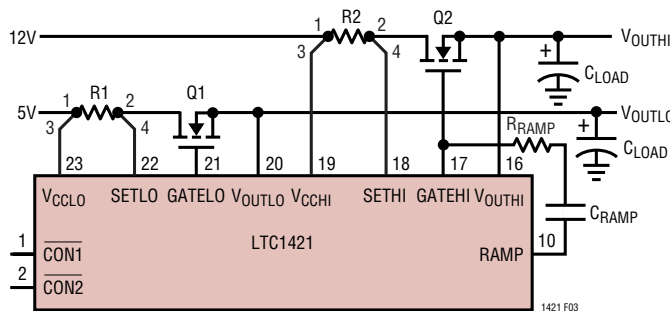 1 R2 2 Q2
12V
VOUTHI
3 4
+
CLOAD
1 R1 2 Q1
5V
VOUTLO
3 4
RRAMP
+
CLOAD
23 22 21 20 19 18 17 16
VCCLO SETLO GATELO VOUTLO VCCHI SETHI GATEHI VOUTHI
CRAMP
LTC1421
1 CON1
RAMP 10
2 CON2
1421 F03